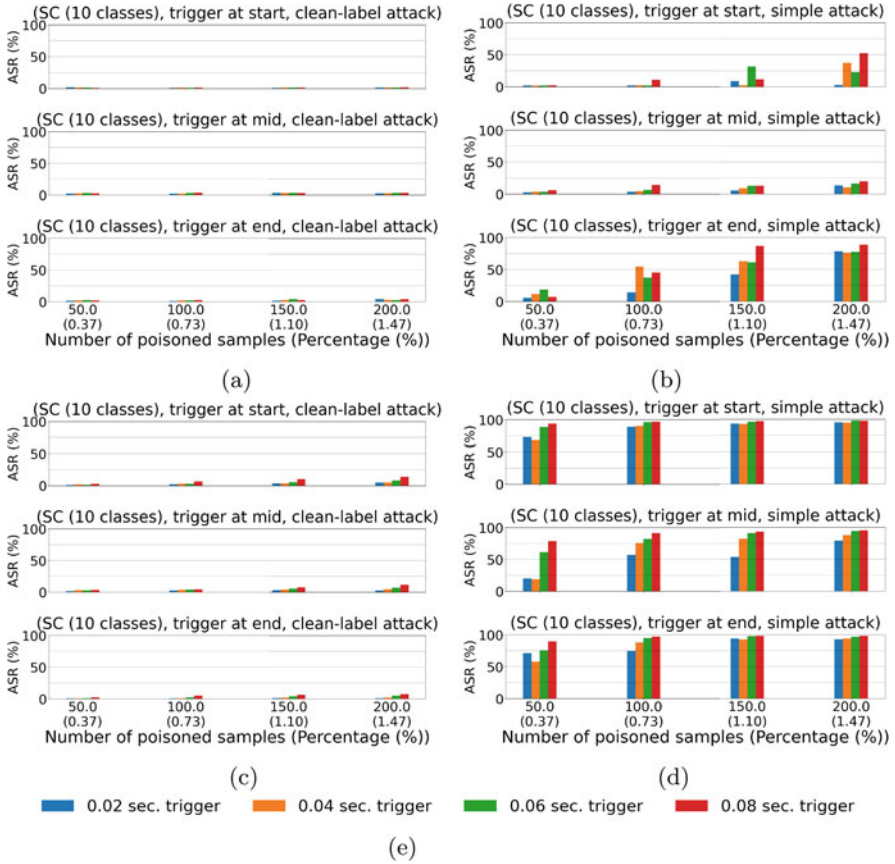 (SC (10 classes), trigger at start, clean-label attack)
100
50
0
ASR (%)
(SC (10 classes), trigger at mid, clean-label attack)
100
50
0
ASR (%)
(SC (10 classes), trigger at end, clean-label attack)
100
50
0
ASR (%)
50.0 100.0 150.0 200.0
(0.37) (0.73) (1.10) (1.47)
Number of poisoned samples (Percentage (%))
(a)
(SC (10 classes), trigger at start, simple attack)
100
50
0
ASR (%)
(SC (10 classes), trigger at mid, simple attack)
100
50
0
ASR (%)
(SC (10 classes), trigger at end, simple attack)
100
50
0
ASR (%)
50.0 100.0 150.0 200.0
(0.37) (0.73) (1.10) (1.47)
Number of poisoned samples (Percentage (%))
(b)
(SC (10 classes), trigger at start, clean-label attack)
100
50
0
ASR (%)
(SC (10 classes), trigger at mid, clean-label attack)
100
50
0
ASR (%)
(SC (10 classes), trigger at end, clean-label attack)
100
50
0
ASR (%)
50.0 100.0 150.0 200.0
(0.37) (0.73) (1.10) (1.47)
Number of poisoned samples (Percentage (%))
(c)
(SC (10 classes), trigger at start, simple attack)
100
50
0
ASR (%)
(SC (10 classes), trigger at mid, simple attack)
100
50
0
ASR (%)
(SC (10 classes), trigger at end, simple attack)
100
50
0
ASR (%)
50.0 100.0 150.0 200.0
(0.37) (0.73) (1.10) (1.47)
Number of poisoned samples (Percentage (%))
(d)
0.02 sec. trigger 0.04 sec. trigger 0.06 sec. trigger 0.08 sec. trigger
(e)